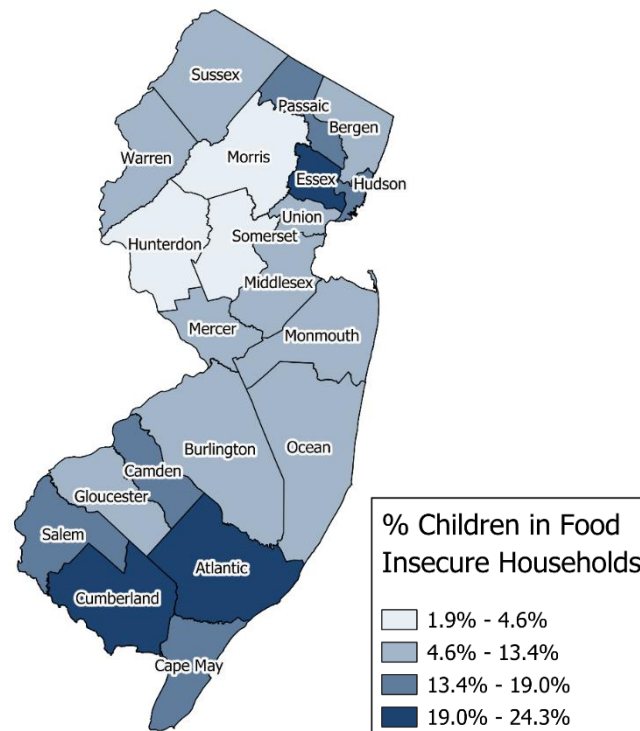 Sussex
Passaic
Bergen
Warren
Morris
Essex
Hudson
Union
Somerset
Hunterdon
Middlesex
Mercer
Monmouth
Burlington
Ocean
Camden
Gloucester
Salem
Atlantic
Cumberland
Cape May
% Children in Food
Insecure Households
1.9% - 4.6%
4.6% - 13.4%
13.4% - 19.0%
19.0% - 24.3%